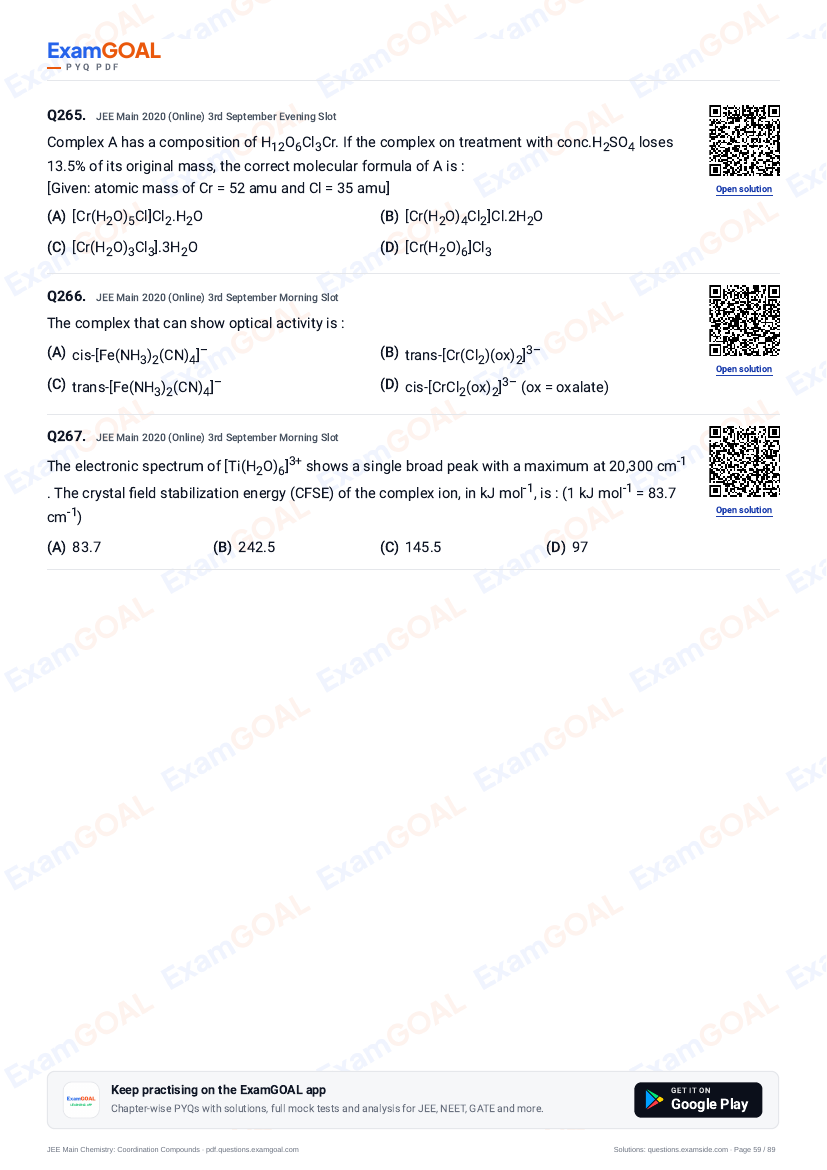 ExamGOAL
PYQ PDF
Q265. JEE Main 2020 (Online) 3rd September Evening Slot
Complex A has a composition of H12O6Cl3Cr. If the complex on treatment with conc.H2SO4 loses
13.5% of its original mass, the correct molecular formula of A is :
[Given: atomic mass of Cr = 52 amu and Cl = 35 amu]
(A) [Cr(H2O)5Cl]Cl2.H2O (B) [Cr(H2O)4Cl2]Cl.2H2O
(C) [Cr(H2O)3Cl3].3H2O (D) [Cr(H2O)6]Cl3
Open solution
Q266. JEE Main 2020 (Online) 3rd September Morning Slot
The complex that can show optical activity is :
(A) cis-[Fe(NH3)2(CN)4]− (B) trans-[Cr(Cl2)(ox)2]3−
(C) trans-[Fe(NH3)2(CN)4]− (D) cis-[CrCl2(ox)2]3− (ox = oxalate)
Open solution
Q267. JEE Main 2020 (Online) 3rd September Morning Slot
The electronic spectrum of [Ti(H2O)6]3+ shows a single broad peak with a maximum at 20,300 cm-1
. The crystal field stabilization energy (CFSE) of the complex ion, in kJ mol-1, is : (1 kJ mol-1 = 83.7
cm-1)
(A) 83.7 (B) 242.5 (C) 145.5 (D) 97
Open solution
Keep practising on the ExamGOAL app
Chapter-wise PYQs with solutions, full mock tests and analysis for JEE, NEET, GATE and more.
GET IT ON
Google Play
JEE Main Chemistry: Coordination Compounds · pdf.questions.examgoal.com Solutions: questions.examside.com · Page 59 / 89